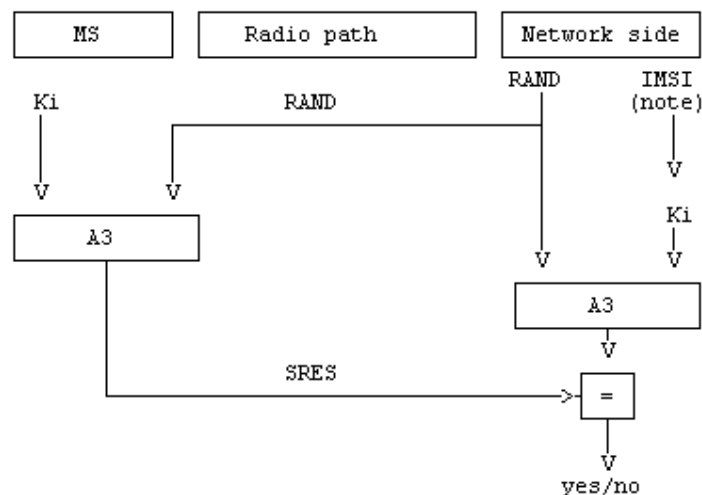 MS
Radio path
Network side
RAND
IMSI
(note)
Ki
RAND
V
V
V
Ki
A3
V
V
A3
V
SRES
>
=
V
yes/no